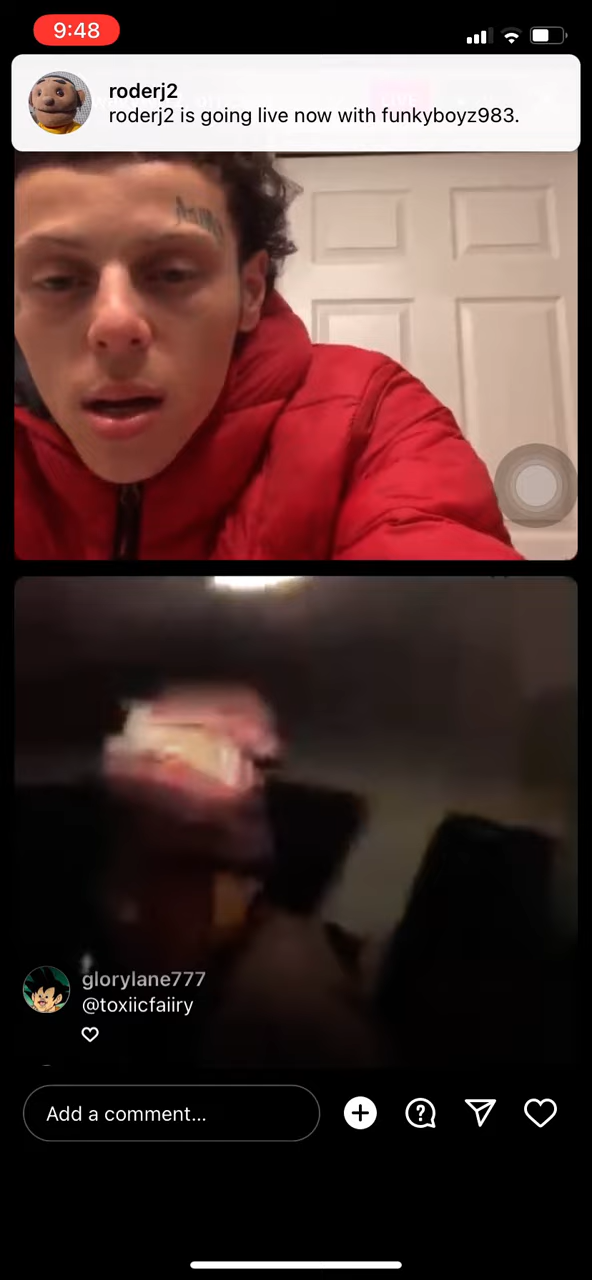 9:48
roderj2
roderj2 is going live now with funkyboyz983.
glorylane777
@toxiicfaiiry
Add a comment...